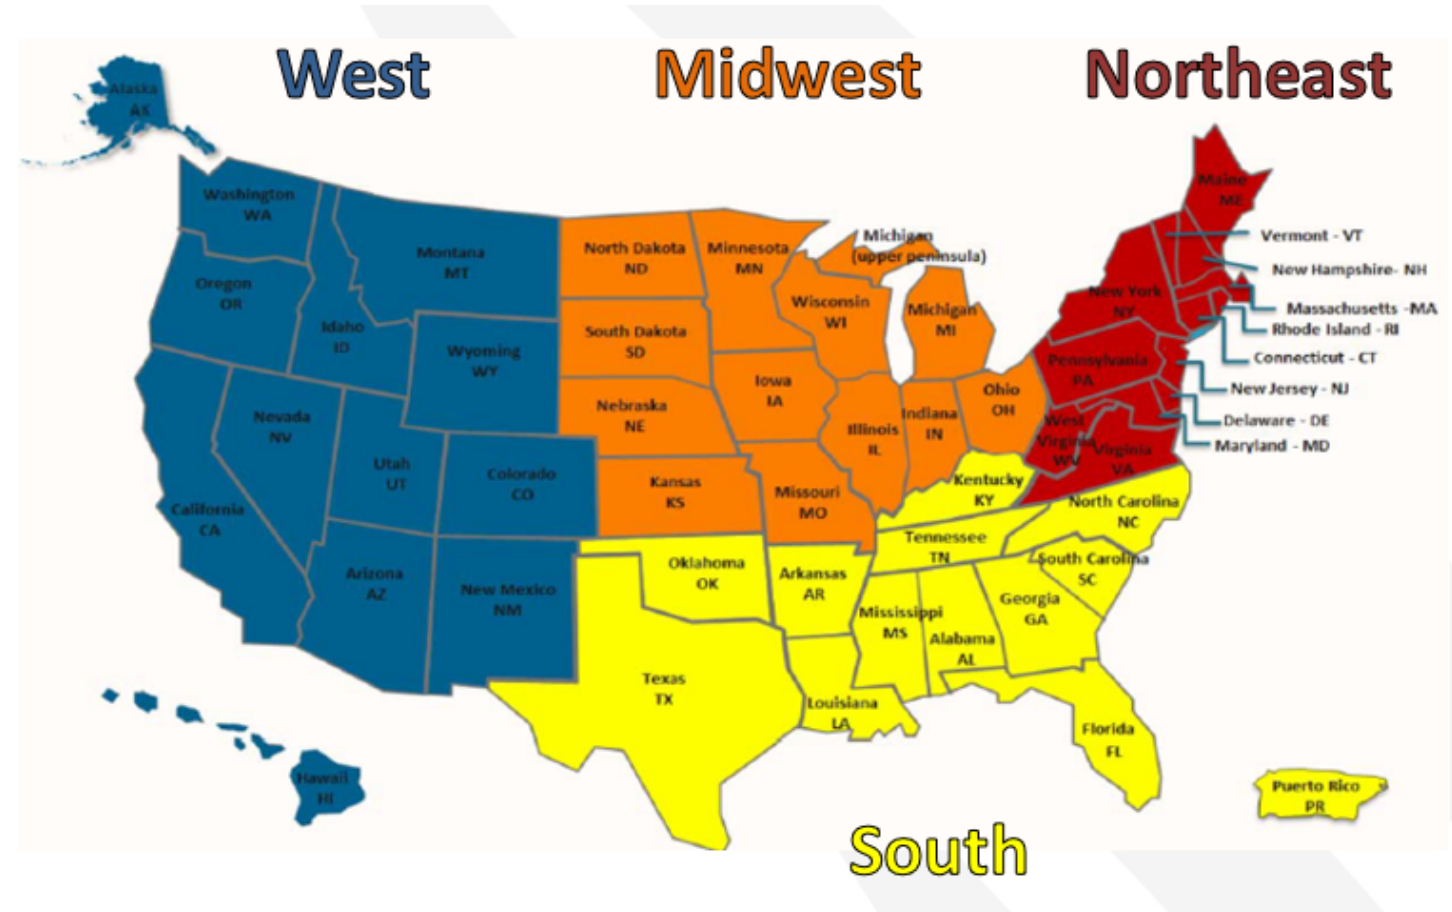 West
Midwest
Northeast
Alaska
AK
Washington
WA
Oregon
OR
Idaho
ID
Montana
MT
Wyoming
WY
Nevada
NV
Utah
UT
Colorado
CO
California
CA
Arizona
AZ
New Mexico
NM
Hawaii
HI
North Dakota
ND
Minnesota
MN
Michigan
(upper peninsula)
Wisconsin
WI
Michigan
MI
South Dakota
SD
Nebraska
NE
Iowa
IA
Illinois
IL
Indiana
IN
Ohio
OH
Kansas
KS
Missouri
MO
Maine
ME
Vermont - VT
New Hampshire- NH
Massachusetts -MA
Rhode Island - RI
Connecticut - CT
New Jersey - NJ
Delaware - DE
Maryland - MD
New York
NY
Pennsylvania
PA
West
Virginia
WV
Virginia
VA
Kentucky
KY
North Carolina
NC
Tennessee
TN
South Carolina
SC
Oklahoma
OK
Arkansas
AR
Mississippi
MS
Alabama
AL
Georgia
GA
Texas
TX
Louisiana
LA
Florida
FL
Puerto Rico
PR
South